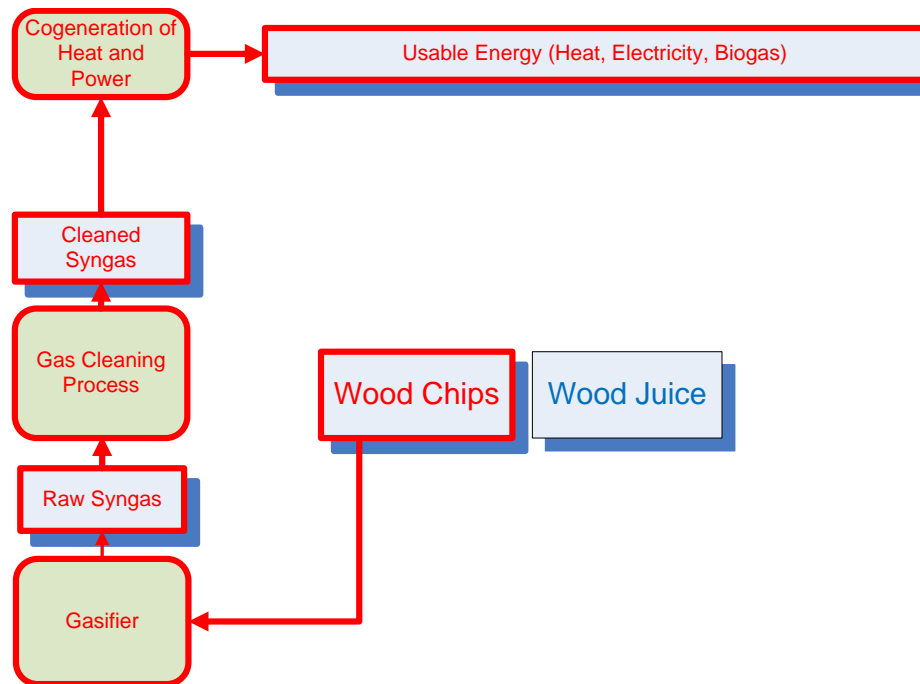 Cogeneration of
Heat and
Power
Usable Energy (Heat, Electricity, Biogas)
Cleaned
Syngas
Gas Cleaning
Process
Wood Chips
Wood Juice
Raw Syngas
Gasifier